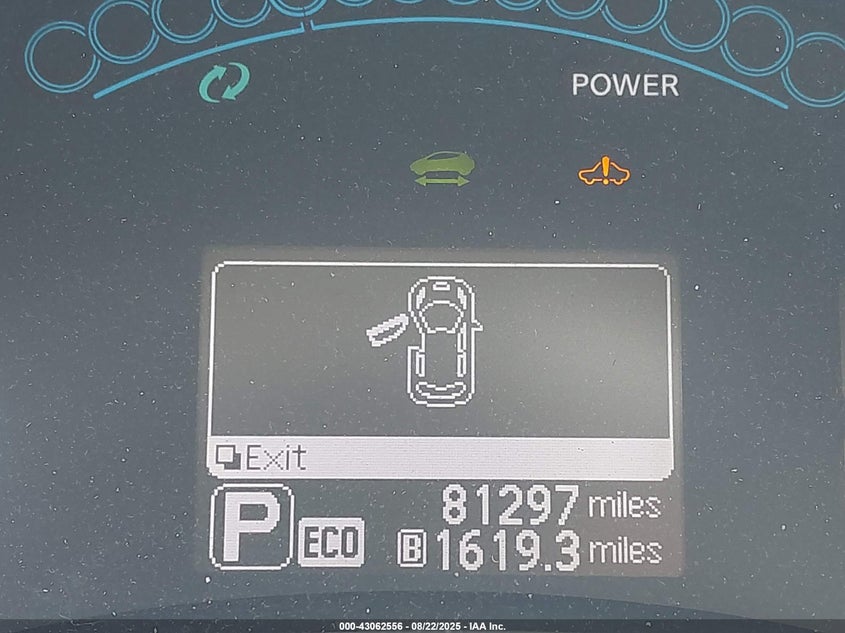 POWER
Exit
P ECO
81297 miles
B 1619.3 miles
000-43062556 - 08/22/2025 - IAA Inc.